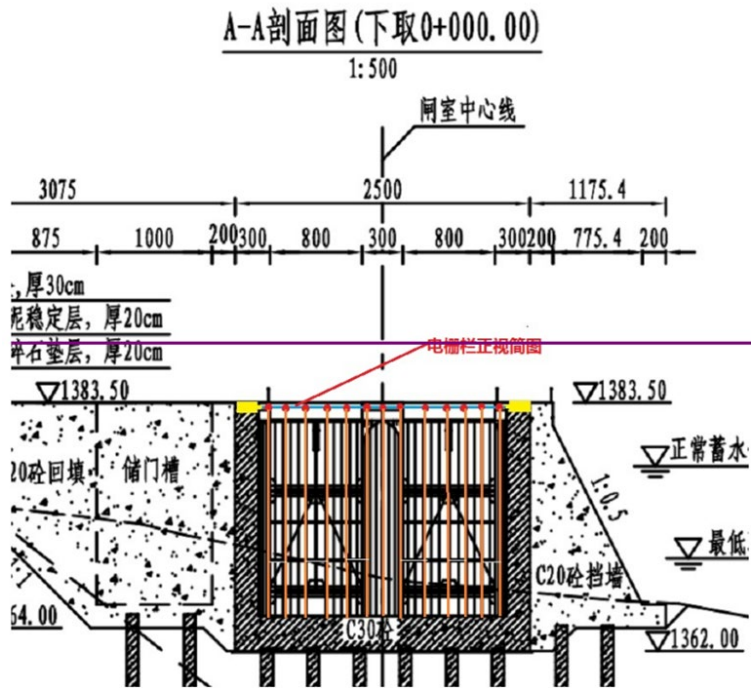 A-A剖面图(下取0+000.00)
1:500
闸室中心线
3075 2500 1175.4
875 1000 200 300 800 300 800 300 200 775.4 200
,厚30cm
泥稳定层，厚20cm
碎石垫层，厚20cm
电栅栏正视简图
1383.50 1383.50
20砼回填 储门槽 1:0.5 正常蓄水
最低
C20砼挡墙
64.00 C30砼 1362.00